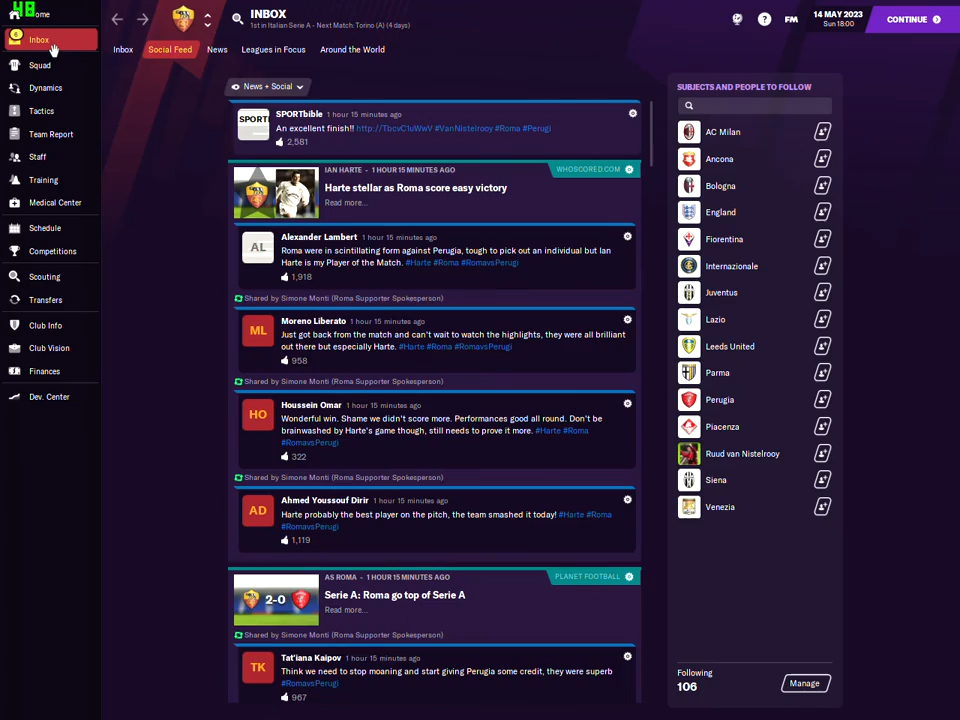 48
ome
6
Inbox
Squad
Dynamics
Tactics
Team Report
Staff
Training
Medical Center
Schedule
Competitions
Scouting
Transfers
Club Info
Club Vision
Finances
Dev. Center
INBOX
1st in Italian Serie A - Next Match: Torino (A) (4 days)
?
FM
14 MAY 2023
Sun 18:00
CONTINUE
Inbox
Social Feed
News
Leagues in Focus
Around the World
News + Social
SPORTbible 1 hour 15 minutes ago
An excellent finish!! http://TbcvC1uWwV #VanNistelrooy #Roma #Perugi
2,581
IAN HARTE - 1 HOUR 15 MINUTES AGO
WHOSCORED.COM
Harte stellar as Roma score easy victory
Read more...
AL
Alexander Lambert 1 hour 15 minutes ago
Roma were in scintillating form against Perugia, tough to pick out an individual but Ian
Harte is my Player of the Match. #Harte #Roma #RomavsPerugi
1,918
Shared by Simone Monti (Roma Supporter Spokesperson)
ML
Moreno Liberato 1 hour 15 minutes ago
Just got back from the match and can't wait to watch the highlights, they were all brilliant
out there but especially Harte. #Harte #Roma #RomavsPerugi
958
Shared by Simone Monti (Roma Supporter Spokesperson)
HO
Houssein Omar 1 hour 15 minutes ago
Wonderful win. Shame we didn't score more. Performances good all round. Don't be
brainwashed by Harte's game though, still needs to prove it more. #Harte #Roma
#RomavsPerugi
322
Shared by Simone Monti (Roma Supporter Spokesperson)
AD
Ahmed Youssouf Dirir 1 hour 15 minutes ago
Harte probably the best player on the pitch, the team smashed it today! #Harte #Roma
#RomavsPerugi
1,119
AS ROMA - 1 HOUR 15 MINUTES AGO
PLANET FOOTBALL
2-0
Serie A: Roma go top of Serie A
Read more...
Shared by Simone Monti (Roma Supporter Spokesperson)
TK
Tat'iana Kaipov 1 hour 15 minutes ago
Think we need to stop moaning and start giving Perugia some credit, they were superb
#RomavsPerugi
967
SUBJECTS AND PEOPLE TO FOLLOW
AC Milan
Ancona
Bologna
England
Fiorentina
Internazionale
Juventus
Lazio
Leeds United
Parma
Perugia
Piacenza
Ruud van Nistelrooy
Siena
Venezia
Following
106
Manage